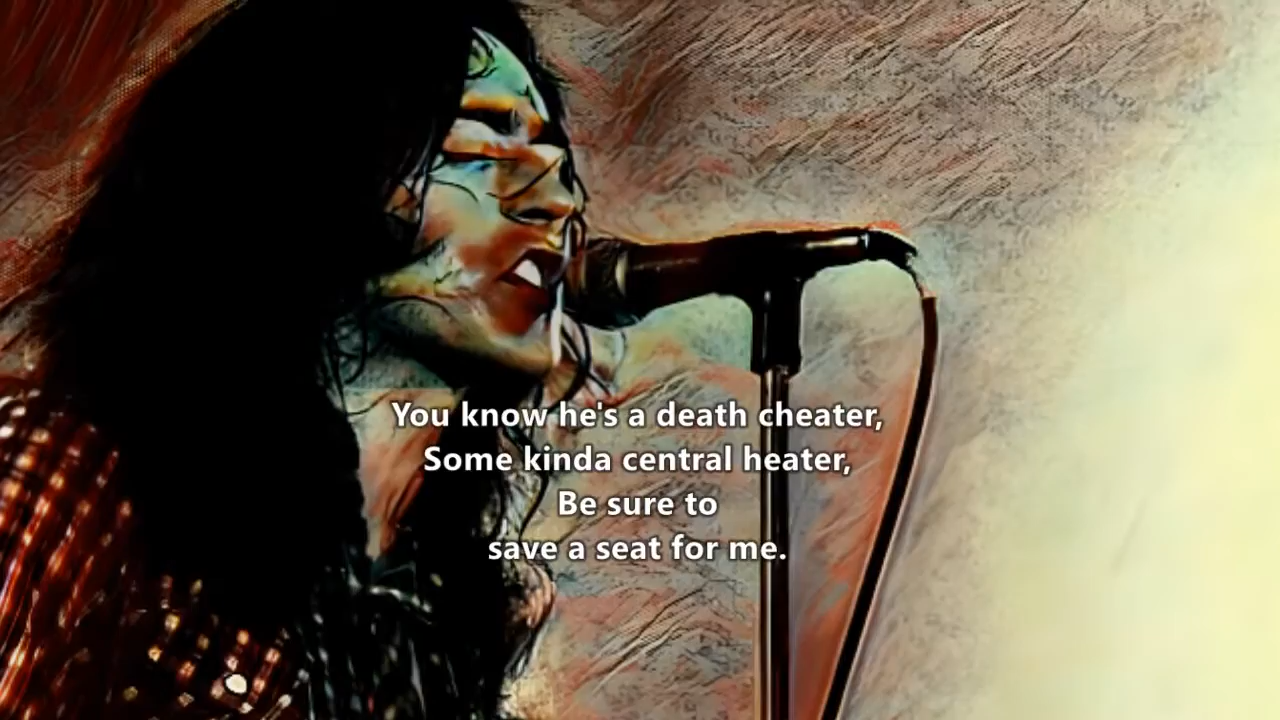 You know he's a death cheater,
Some kinda central heater,
Be sure to
save a seat for me.